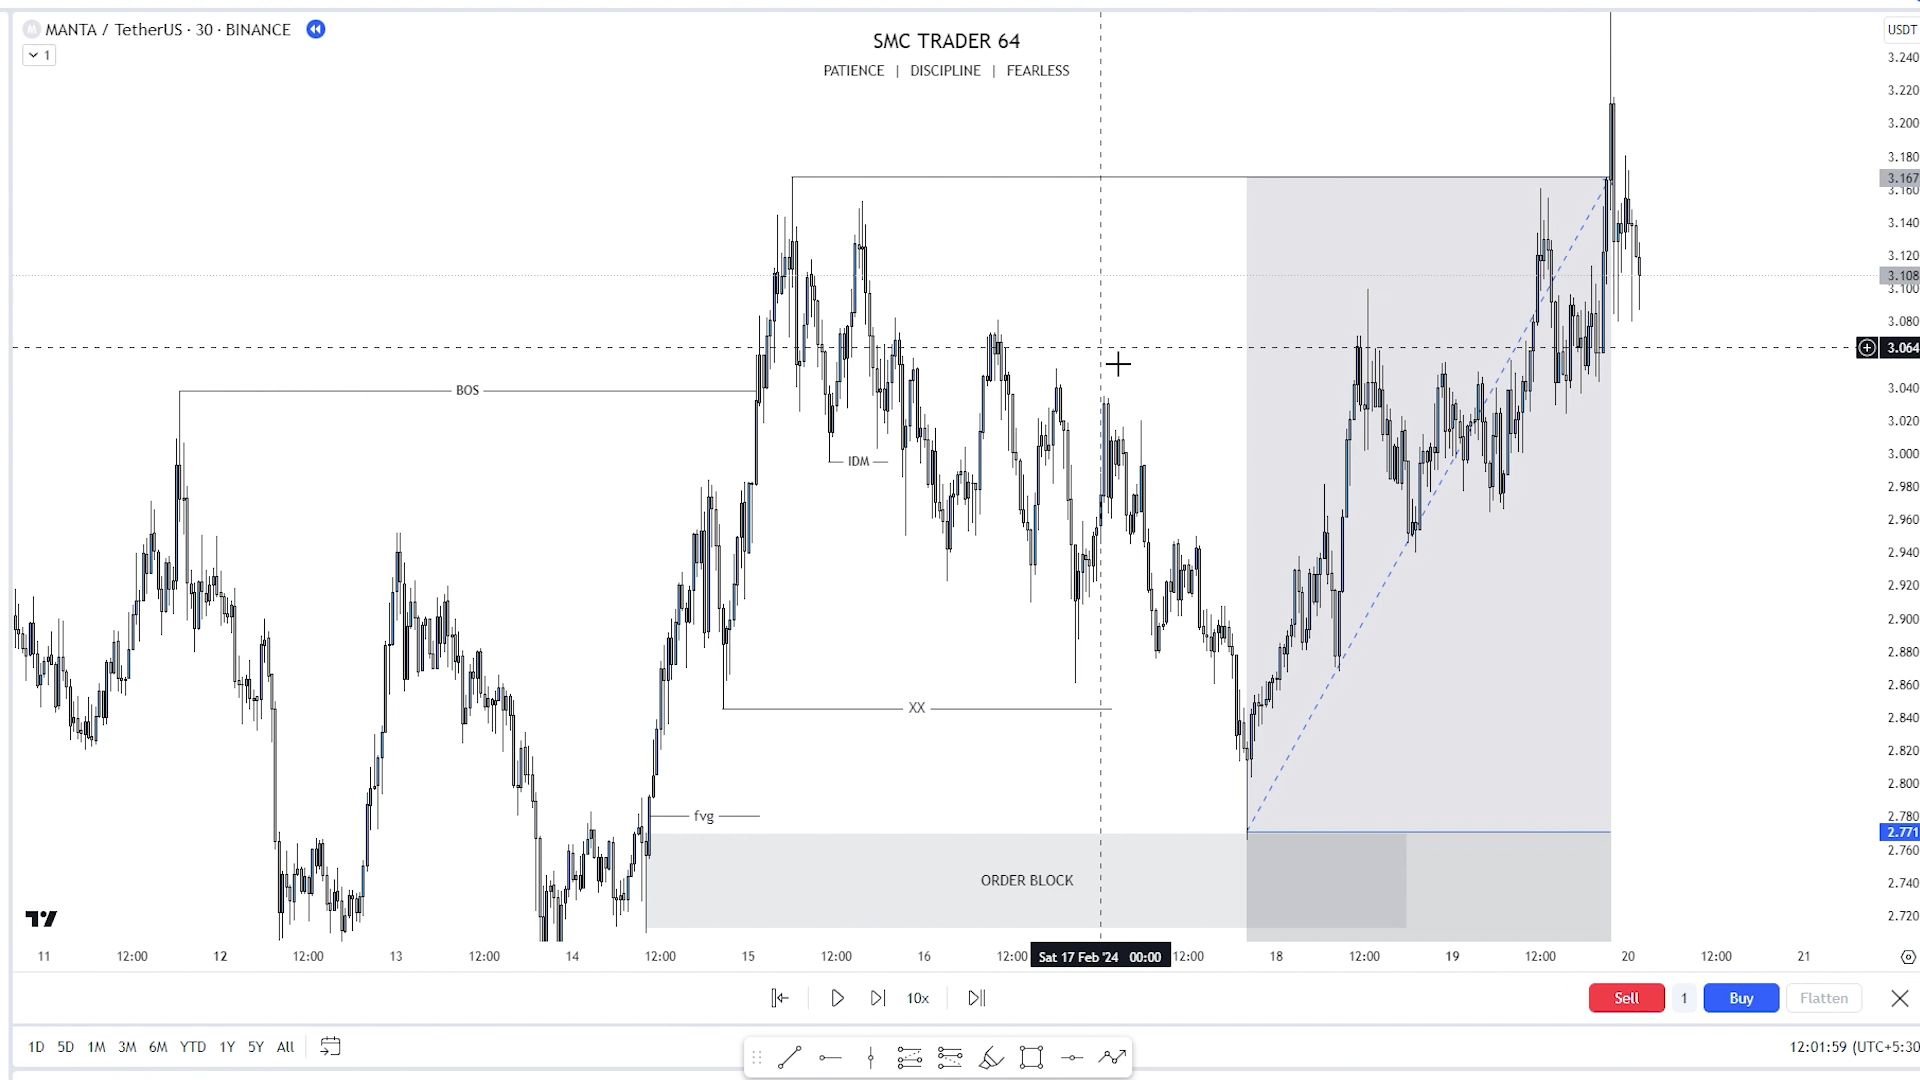 MANTA / TetherUS · 30 · BINANCE
1
SMC TRADER 64
PATIENCE | DISCIPLINE | FEARLESS
USDT
3.240
3.220
3.200
3.180
3.167
3.160
3.140
3.120
3.108
3.100
3.080
3.064
3.040
3.020
3.000
2.980
2.960
2.940
2.920
2.900
2.880
2.860
2.840
2.820
2.800
2.780
2.771
2.760
2.740
2.720
BOS
IDM
XX
fvg
ORDER BLOCK
11 12:00 12 12:00 13 12:00 14 12:00 15 12:00 16 12:00 Sat 17 Feb '24 00:00 12:00 18 12:00 19 12:00 20 12:00 21
10x
Sell 1 Buy Flatten
1D 5D 1M 3M 6M YTD 1Y 5Y All
12:01:59 (UTC+5:30